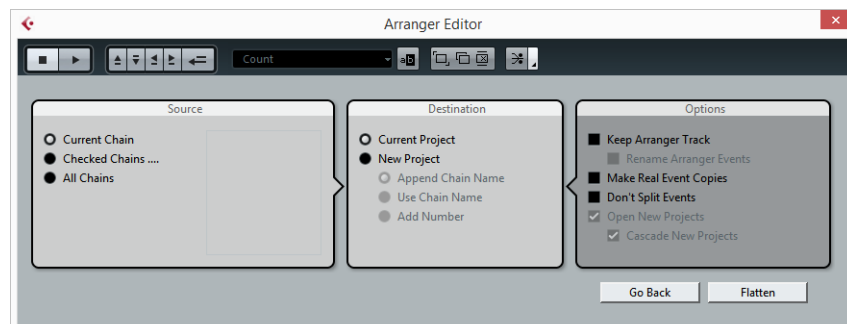 Arranger Editor
Count
ab
Source
Current Chain
Checked Chains ....
All Chains
Destination
Current Project
New Project
Append Chain Name
Use Chain Name
Add Number
Options
Keep Arranger Track
Rename Arranger Events
Make Real Event Copies
Don't Split Events
Open New Projects
Cascade New Projects
Go Back
Flatten